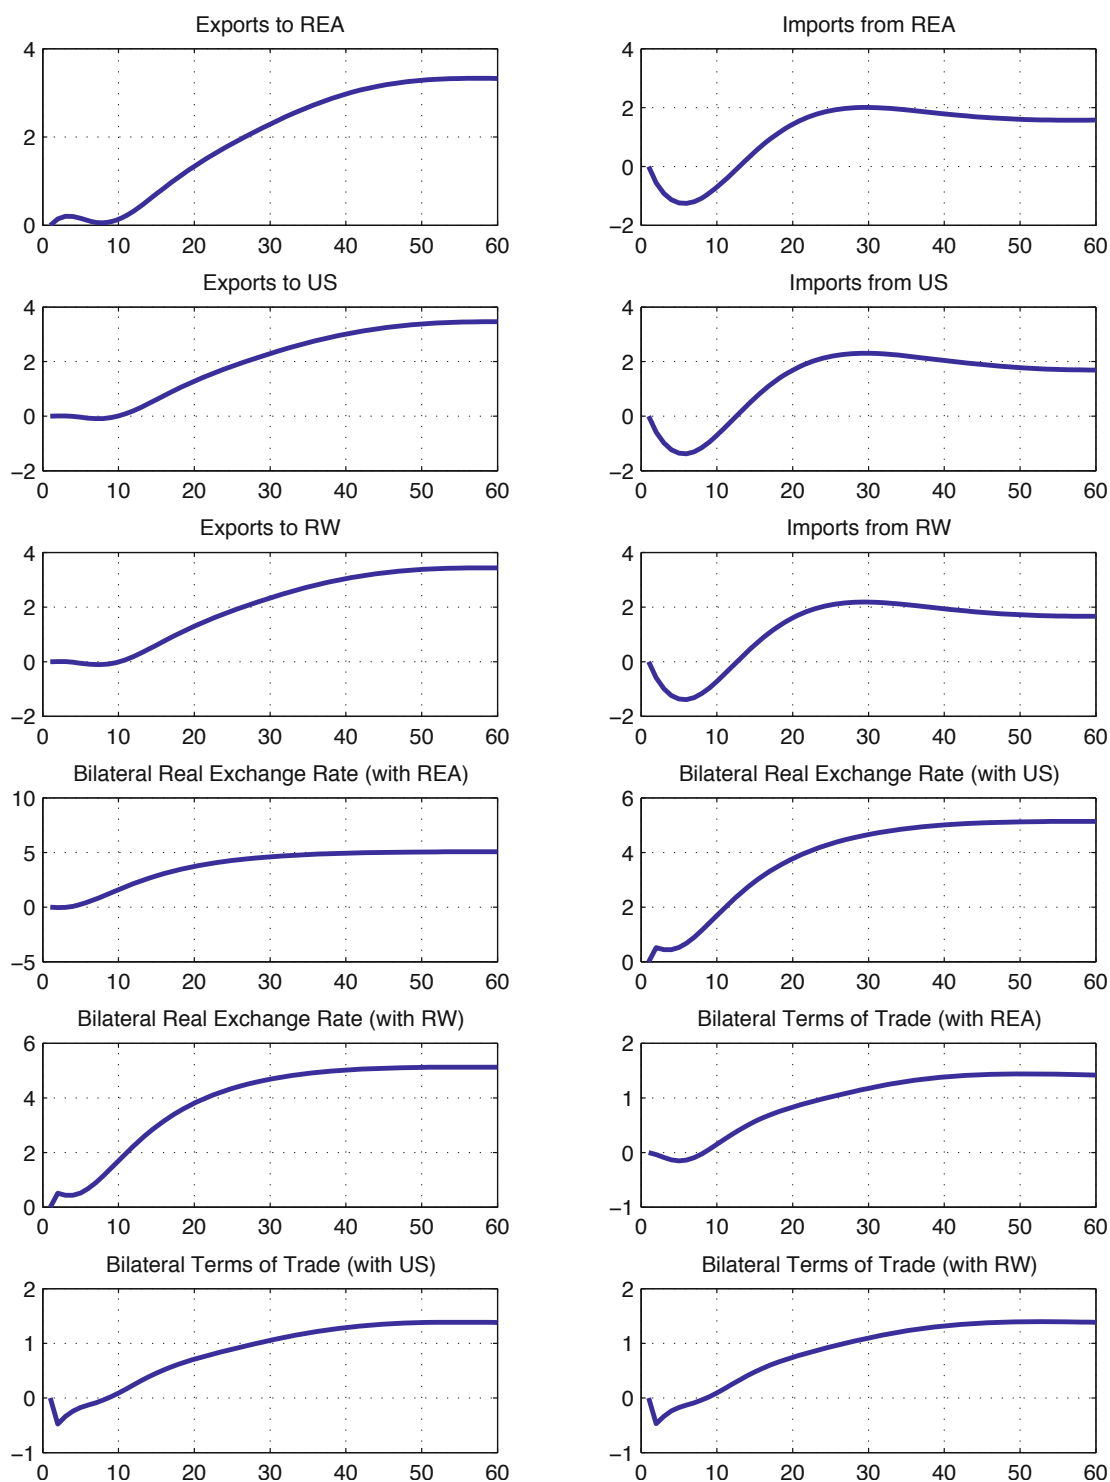 Exports to REA
4
2
0
0 10 20 30 40 50 60
Imports from REA
4
2
0
−2
0 10 20 30 40 50 60
Exports to US
4
2
0
−2
0 10 20 30 40 50 60
Imports from US
4
2
0
−2
0 10 20 30 40 50 60
Exports to RW
4
2
0
−2
0 10 20 30 40 50 60
Imports from RW
4
2
0
−2
0 10 20 30 40 50 60
Bilateral Real Exchange Rate (with REA)
10
5
0
−5
0 10 20 30 40 50 60
Bilateral Real Exchange Rate (with US)
6
4
2
0
0 10 20 30 40 50 60
Bilateral Real Exchange Rate (with RW)
6
4
2
0
0 10 20 30 40 50 60
Bilateral Terms of Trade (with REA)
2
1
0
−1
0 10 20 30 40 50 60
Bilateral Terms of Trade (with US)
2
1
0
−1
0 10 20 30 40 50 60
Bilateral Terms of Trade (with RW)
2
1
0
−1
0 10 20 30 40 50 60